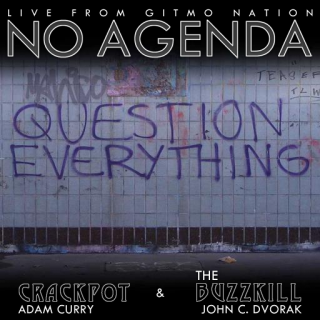 LIVE FROM GITMO NATION
NO AGENDA
QUESTION
EVERYTHING
CRACKPOT
ADAM CURRY
&
THE
BUZZKILL
JOHN C. DVORAK